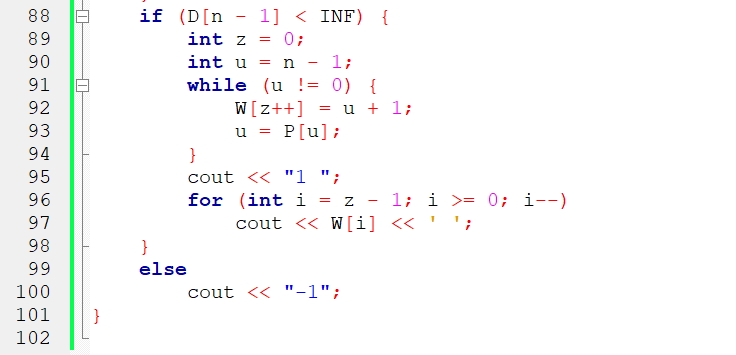 88 if (D[n - 1] < INF) {
89 int z = 0;
90 int u = n - 1;
91 while (u != 0) {
92 W[z++] = u + 1;
93 u = P[u];
94 }
95 cout << "1 ";
96 for (int i = z - 1; i >= 0; i--)
97 cout << W[i] << ' ';
98 }
99 else
100 cout << "-1";
101 }
102